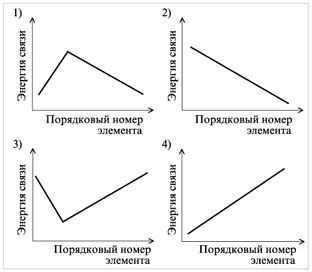 1)
Энергия связи
Порядковый номер
элемента
2)
Энергия связи
Порядковый номер
элемента
3)
Энергия связи
Порядковый номер
элемента
4)
Энергия связи
Порядковый номер
элемента